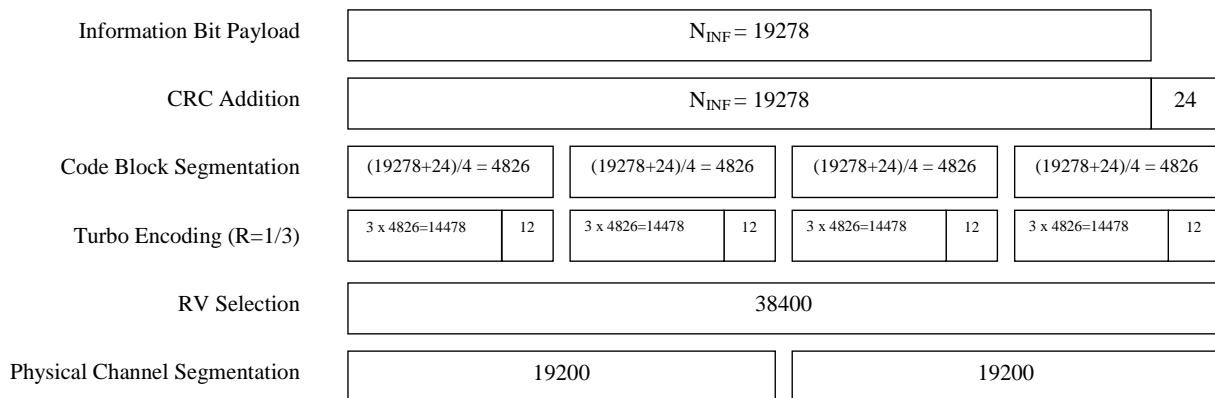 Information Bit Payload
N_INF = 19278
CRC Addition
N_INF = 19278 24
Code Block Segmentation
(19278+24)/4 = 4826 (19278+24)/4 = 4826 (19278+24)/4 = 4826 (19278+24)/4 = 4826
Turbo Encoding (R=1/3)
3 x 4826=14478 12 3 x 4826=14478 12 3 x 4826=14478 12 3 x 4826=14478 12
RV Selection
38400
Physical Channel Segmentation
19200 19200